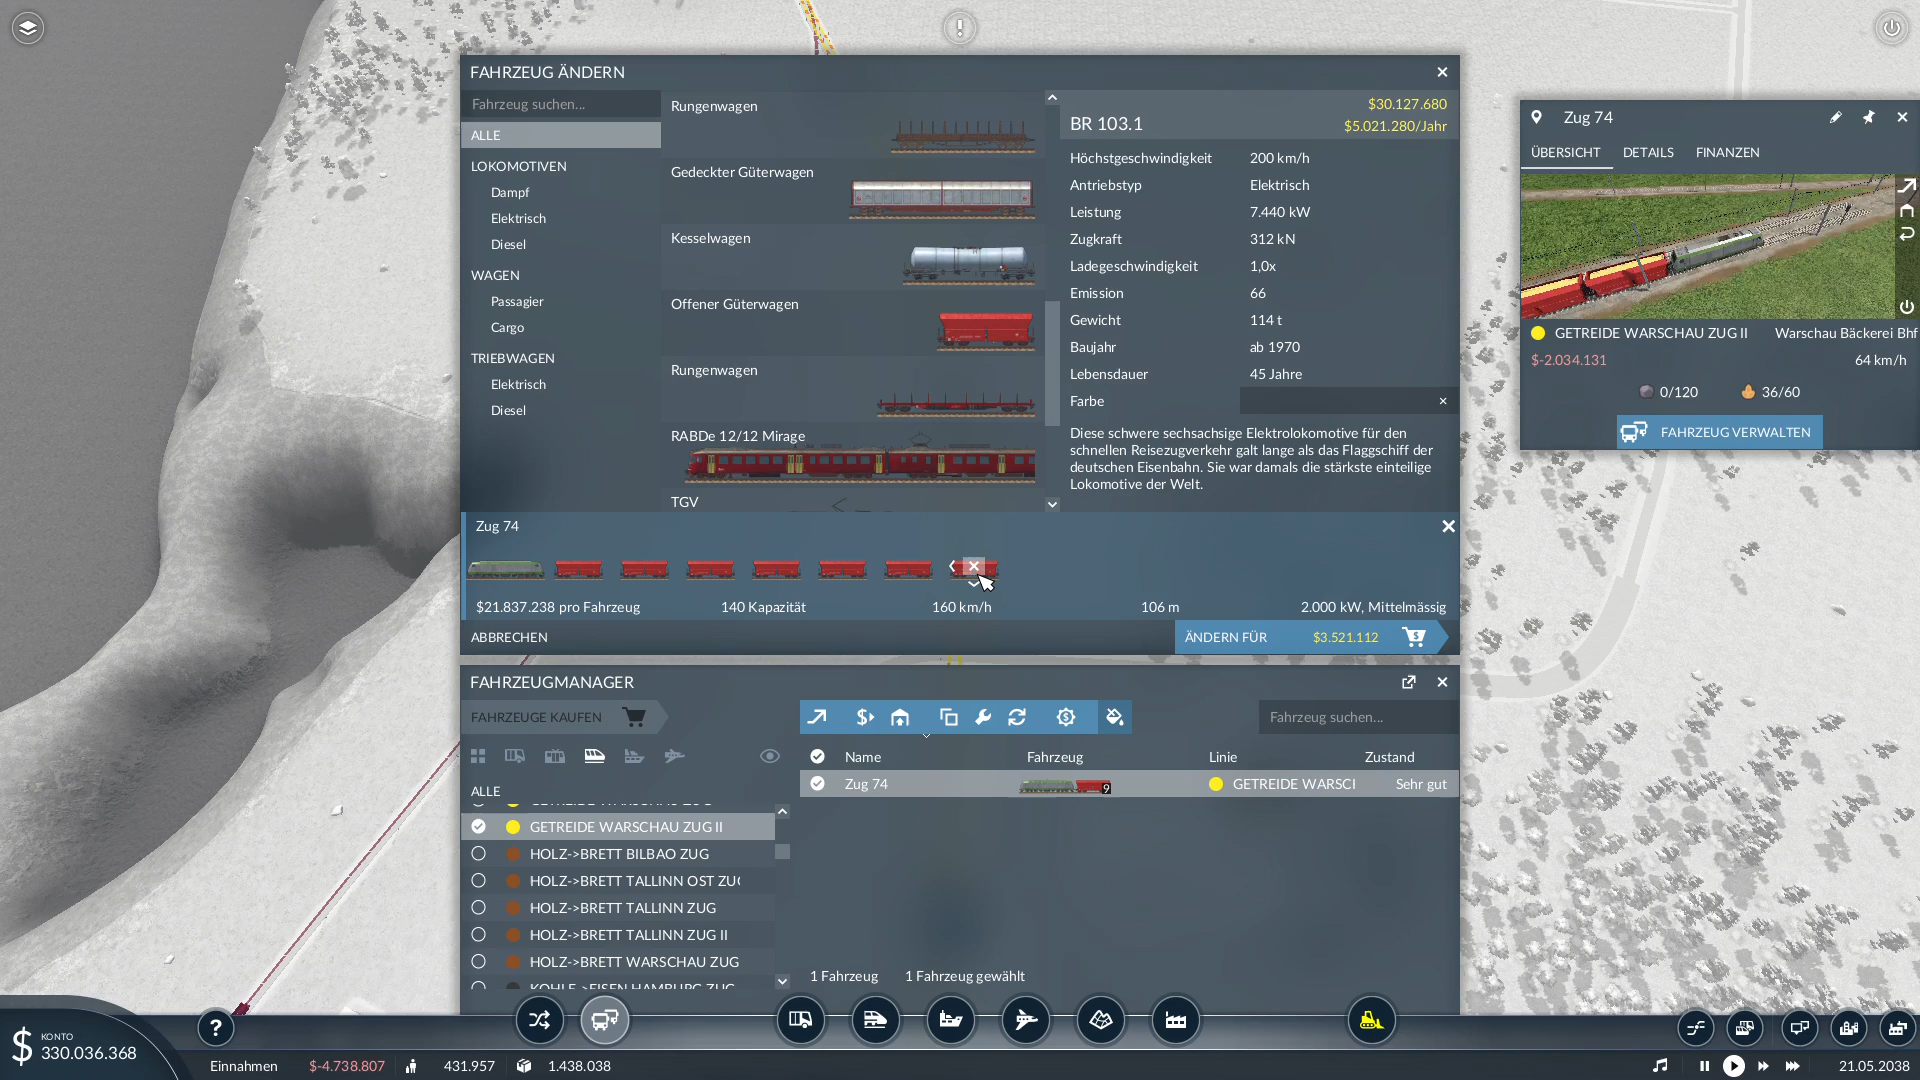 FAHRZEUG ÄNDERN
Fahrzeug suchen...
ALLE
LOKOMOTIVEN
Dampf
Elektrisch
Diesel
WAGEN
Passagier
Cargo
TRIEBWAGEN
Elektrisch
Diesel
Rungenwagen
Gedeckter Güterwagen
Kesselwagen
Offener Güterwagen
Rungenwagen
RABDe 12/12 Mirage
TGV
BR 103.1
$30.127.680
$5.021.280/Jahr
Höchstgeschwindigkeit 200 km/h
Antriebstyp Elektrisch
Leistung 7.440 kW
Zugkraft 312 kN
Ladegeschwindigkeit 1,0x
Emission 66
Gewicht 114 t
Baujahr ab 1970
Lebensdauer 45 Jahre
Farbe
Diese schwere sechsachsige Elektrolokomotive für den
schnellen Reisezugverkehr galt lange als das Flaggschiff der
deutschen Eisenbahn. Sie war damals die stärkste einteilige
Lokomotive der Welt.
Zug 74
$21.837.238 pro Fahrzeug 140 Kapazität 160 km/h 106 m 2.000 kW, Mittelmässig
ABBRECHEN
ÄNDERN FÜR $3.521.112
Zug 74
ÜBERSICHT DETAILS FINANZEN
GETREIDE WARSCHAU ZUG II Warschau Bäckerei Bhf
$-2.034.131 64 km/h
0/120 36/60
FAHRZEUG VERWALTEN
FAHRZEUGMANAGER
FAHRZEUGE KAUFEN
Fahrzeug suchen...
ALLE
GETREIDE WARSCHAU ZUG
GETREIDE WARSCHAU ZUG II
HOLZ->BRETT BILBAO ZUG
HOLZ->BRETT TALLINN OST ZUG
HOLZ->BRETT TALLINN ZUG
HOLZ->BRETT TALLINN ZUG II
HOLZ->BRETT WARSCHAU ZUG
KOHLE->EISEN HAMBURG ZUG
Name Fahrzeug Linie Zustand
Zug 74 9 GETREIDE WARSCI Sehr gut
1 Fahrzeug 1 Fahrzeug gewählt
KONTO
330.036.368
Einnahmen $-4.738.807 431.957 1.438.038
21.05.2038